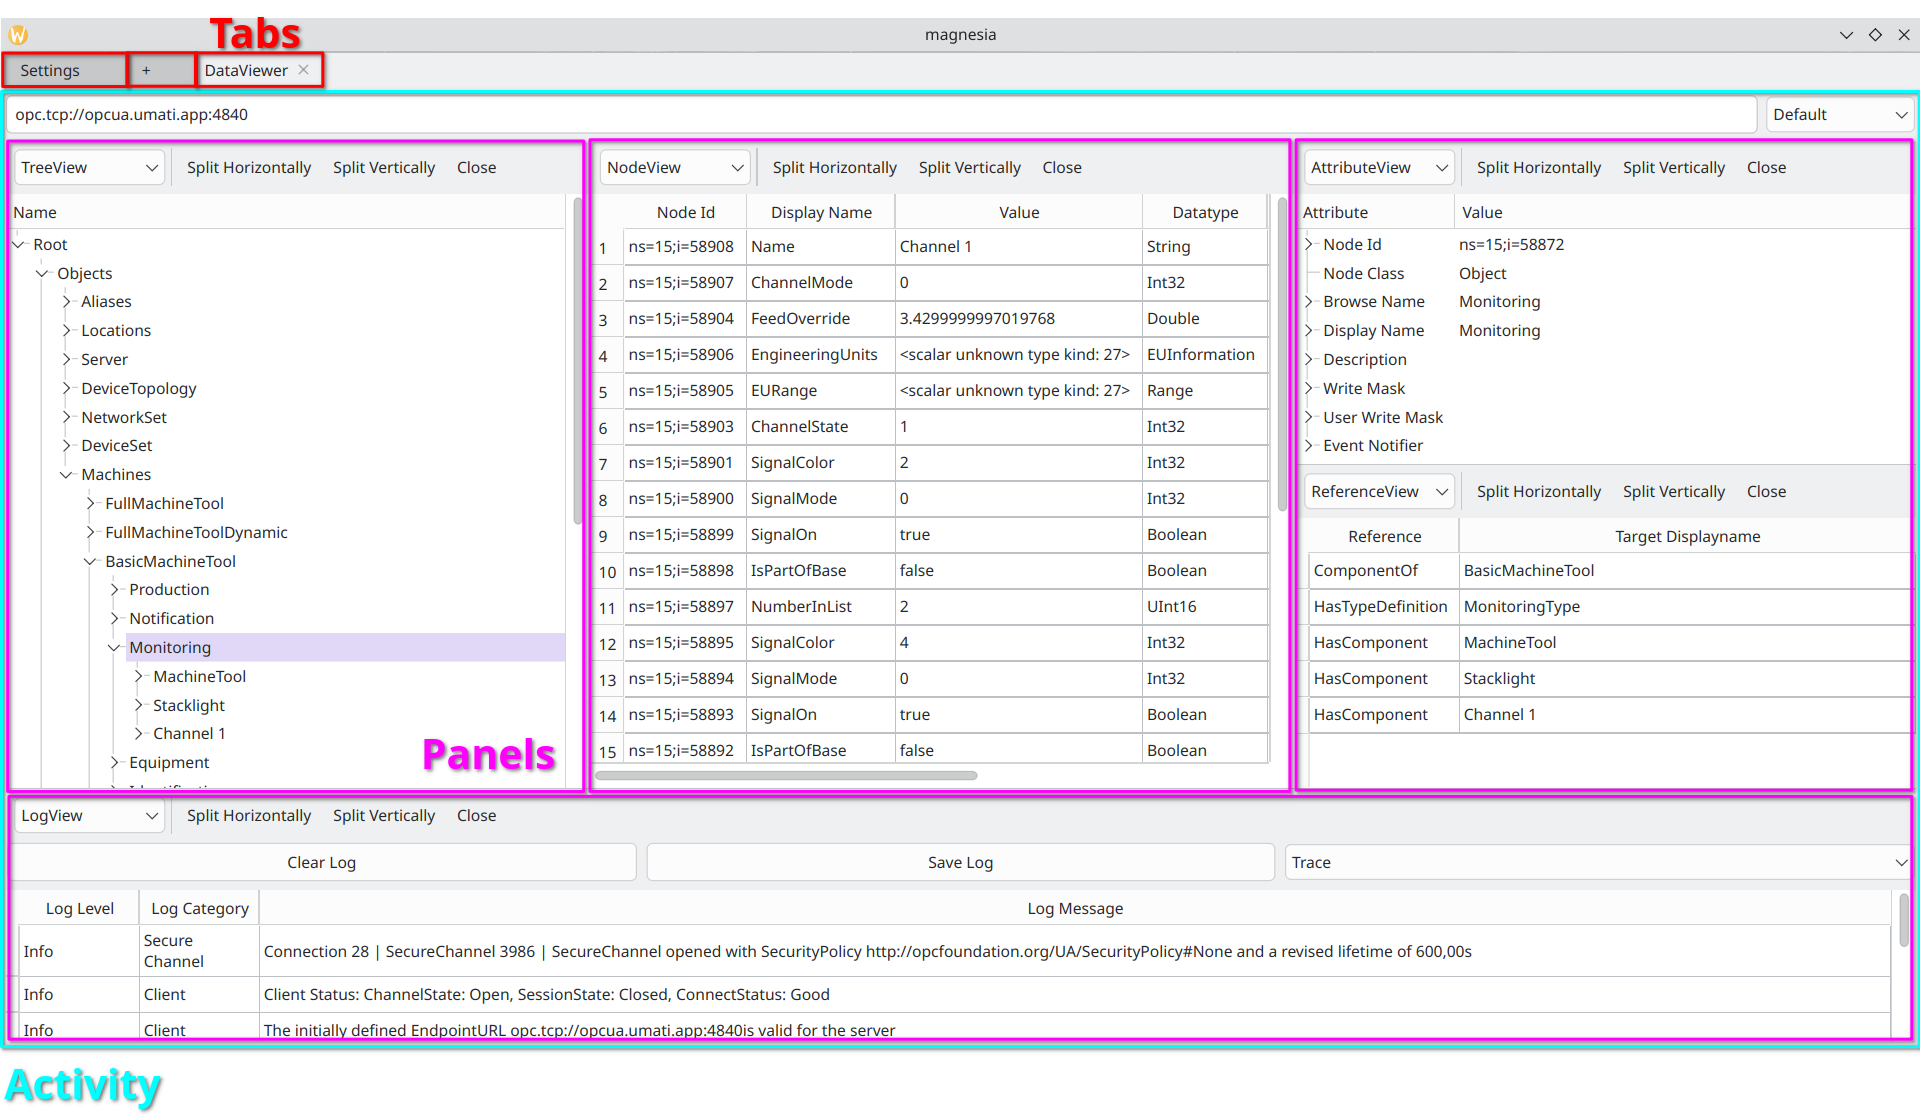 Tabs
magnesia
Settings
+
DataViewer
opc.tcp://opcua.umati.app:4840
Default
TreeView
Split Horizontally
Split Vertically
Close
Name
Root
Objects
Aliases
Locations
Server
DeviceTopology
NetworkSet
DeviceSet
Machines
FullMachineTool
FullMachineToolDynamic
BasicMachineTool
Production
Notification
Monitoring
MachineTool
Stacklight
Channel 1
Equipment
Panels
NodeView
Split Horizontally
Split Vertically
Close
Node Id Display Name Value Datatype
1 ns=15;i=58908 Name Channel 1 String
2 ns=15;i=58907 ChannelMode 0 Int32
3 ns=15;i=58904 FeedOverride 3.4299999997019768 Double
4 ns=15;i=58906 EngineeringUnits <scalar unknown type kind: 27> EUInformation
5 ns=15;i=58905 EURange <scalar unknown type kind: 27> Range
6 ns=15;i=58903 ChannelState 1 Int32
7 ns=15;i=58901 SignalColor 2 Int32
8 ns=15;i=58900 SignalMode 0 Int32
9 ns=15;i=58899 SignalOn true Boolean
10 ns=15;i=58898 IsPartOfBase false Boolean
11 ns=15;i=58897 NumberInList 2 UInt16
12 ns=15;i=58895 SignalColor 4 Int32
13 ns=15;i=58894 SignalMode 0 Int32
14 ns=15;i=58893 SignalOn true Boolean
15 ns=15;i=58892 IsPartOfBase false Boolean
AttributeView
Split Horizontally
Split Vertically
Close
Attribute Value
Node Id ns=15;i=58872
Node Class Object
Browse Name Monitoring
Display Name Monitoring
Description
Write Mask
User Write Mask
Event Notifier
ReferenceView
Split Horizontally
Split Vertically
Close
Reference Target Displayname
ComponentOf BasicMachineTool
HasTypeDefinition MonitoringType
HasComponent MachineTool
HasComponent Stacklight
HasComponent Channel 1
LogView
Split Horizontally
Split Vertically
Close
Clear Log
Save Log
Trace
Log Level Log Category Log Message
Info Secure Channel Connection 28 | SecureChannel 3986 | SecureChannel opened with SecurityPolicy http://opcfoundation.org/UA/SecurityPolicy#None and a revised lifetime of 600,00s
Info Client Client Status: ChannelState: Open, SessionState: Closed, ConnectStatus: Good
Info Client The initially defined EndpointURL opc.tcp://opcua.umati.app:4840is valid for the server
Activity